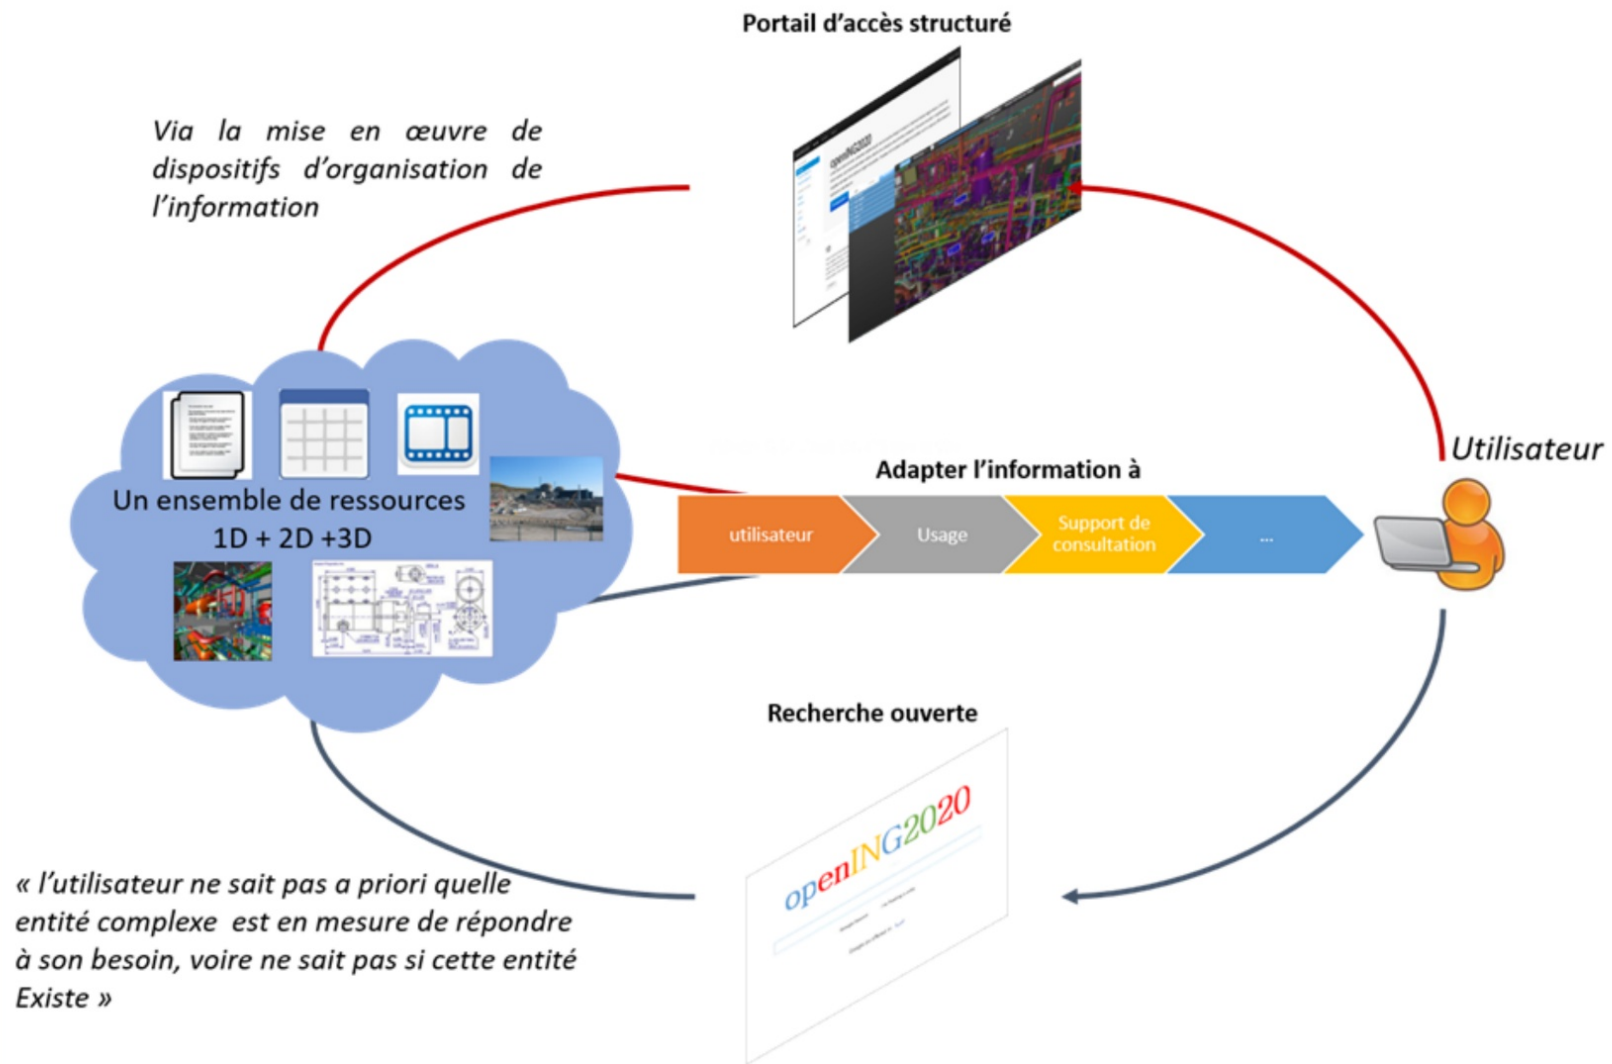 Portail d'accès structuré
Via la mise en œuvre de
dispositifs d'organisation de
l'information
openING2020
Utilisateur
Adapter l'information à
utilisateur
Usage
Support de
consultation
...
Un ensemble de ressources
1D + 2D +3D
Recherche ouverte
openING2020
« l'utilisateur ne sait pas a priori quelle
entité complexe est en mesure de répondre
à son besoin, voire ne sait pas si cette entité
Existe »